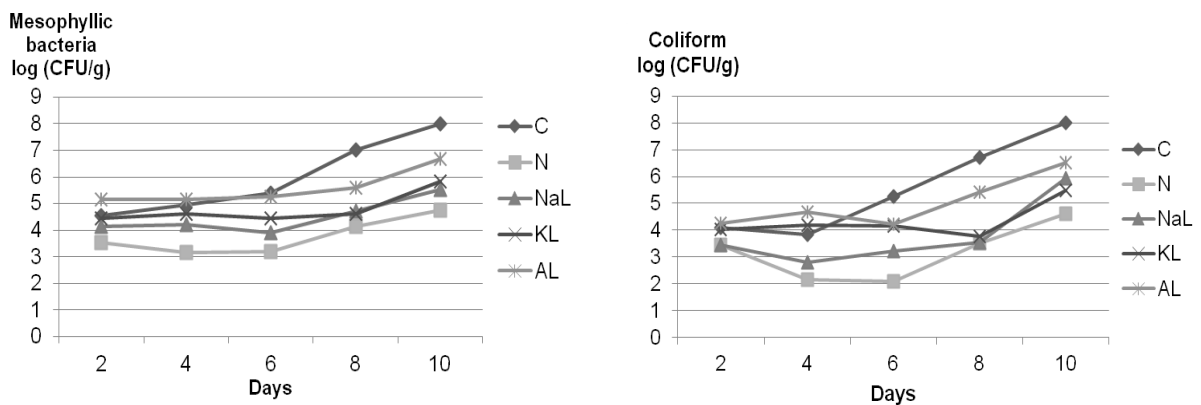 Mesophyllic
bacteria
log (CFU/g)
9
8
7
6
5
4
3
2
1
0
2 4 6 8 10
Days
C
N
NaL
KL
AL
Coliform
log (CFU/g)
9
8
7
6
5
4
3
2
1
0
2 4 6 8 10
Days
C
N
NaL
KL
AL